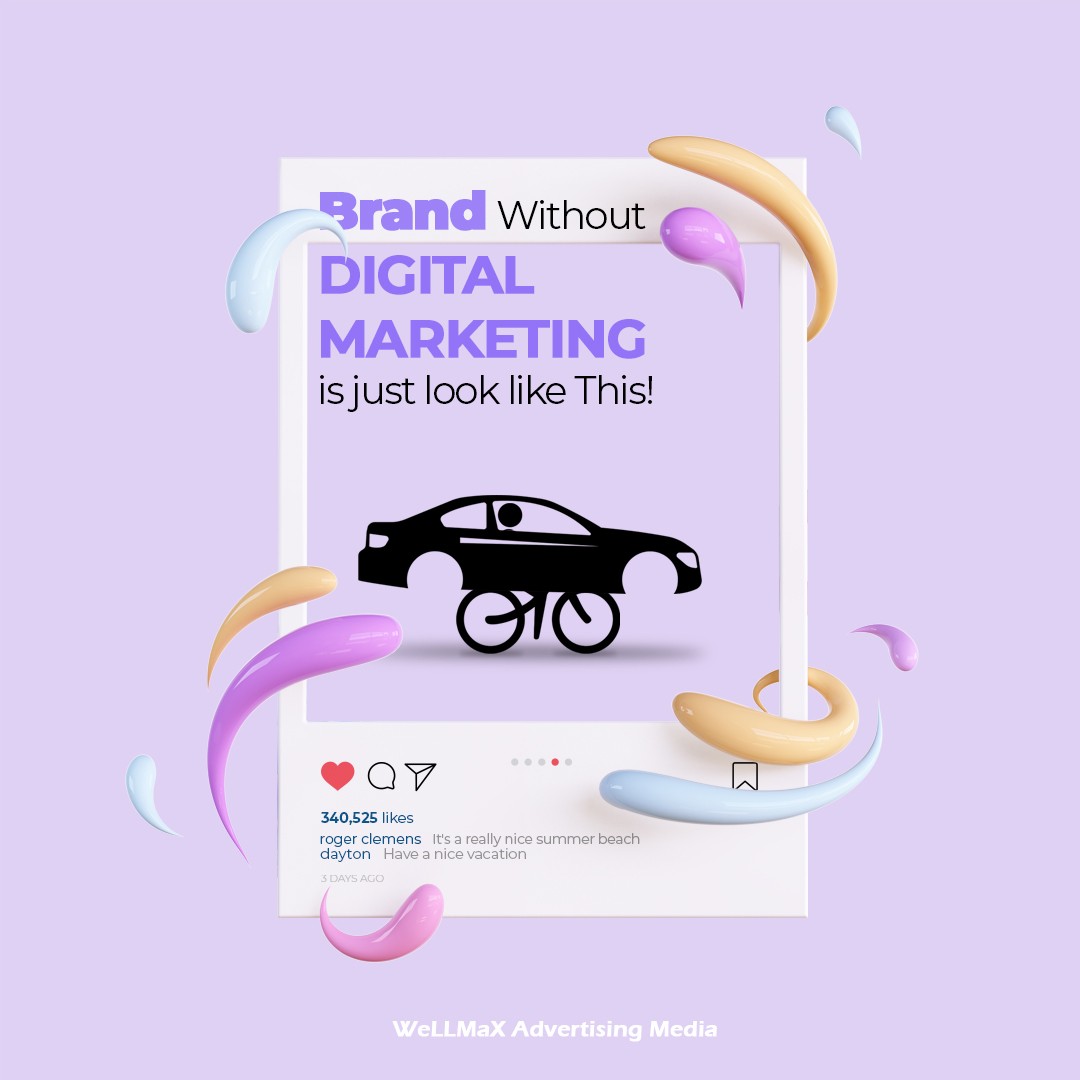 Brand Without
DIGITAL
MARKETING
is just look like This!
340,525 likes
roger clemens It's a really nice summer beach
dayton Have a nice vacation
3 DAYS AGO
WeLLMaX Advertising Media